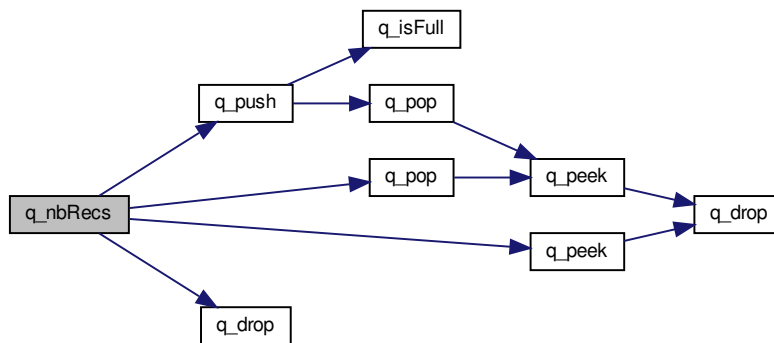 q_isFull
q_push
q_pop
q_pop
q_peek
q_nbRecs
q_drop
q_peek
q_drop